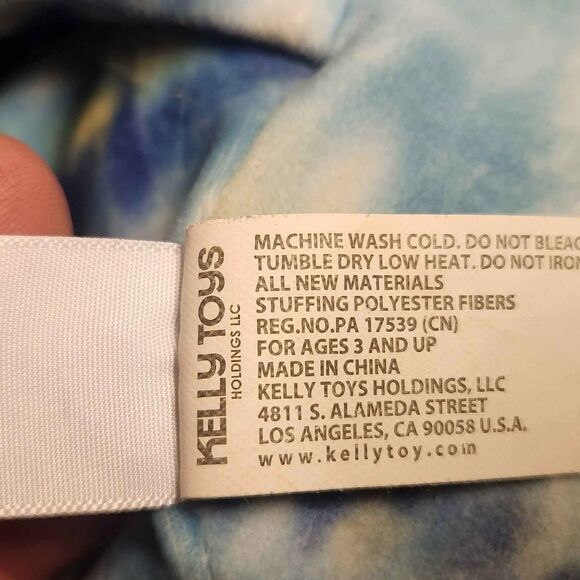 KELLY TOYS
HOLDINGS LLC
MACHINE WASH COLD. DO NOT BLEAC
TUMBLE DRY LOW HEAT. DO NOT IRON
ALL NEW MATERIALS
STUFFING POLYESTER FIBERS
REG.NO.PA 17539 (CN)
FOR AGES 3 AND UP
MADE IN CHINA
KELLY TOYS HOLDINGS, LLC
4811 S. ALAMEDA STREET
LOS ANGELES, CA 90058 U.S.A.
www.kellytoy.com